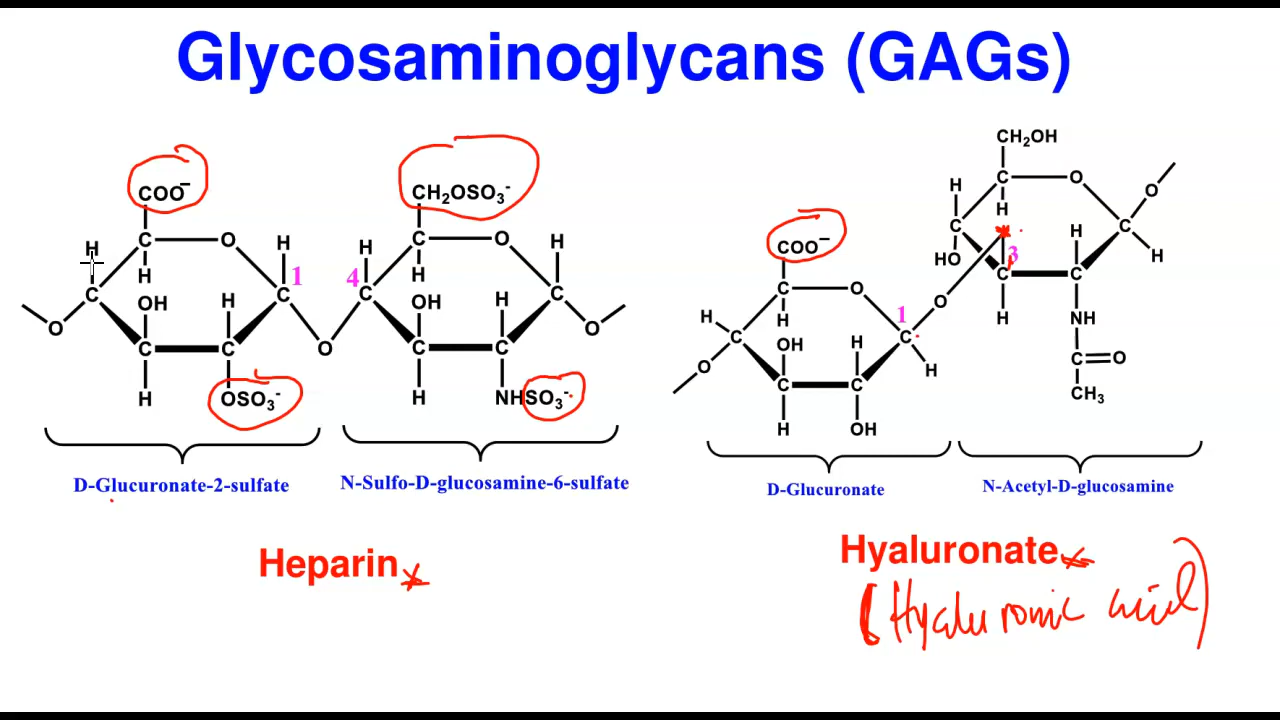 Glycosaminoglycans (GAGs)
COO⁻
CH₂OSO₃⁻
H C O H
H C O H
H
H
1
4
C
OH H
C
C
OH H
C
O
C C
O
C C
O
H OSO₃⁻
H NHSO₃⁻
D-Glucuronate-2-sulfate
N-Sulfo-D-glucosamine-6-sulfate
Heparin
CH₂OH
H C O O
H
C H C
HO 3 H
C C
H NH
C O
CH₃
COO⁻
C O O
H 1
H C C
OH H H
O C C
H OH
D-Glucuronate
N-Acetyl-D-glucosamine
Hyaluronate
(Hyaluronic acid)